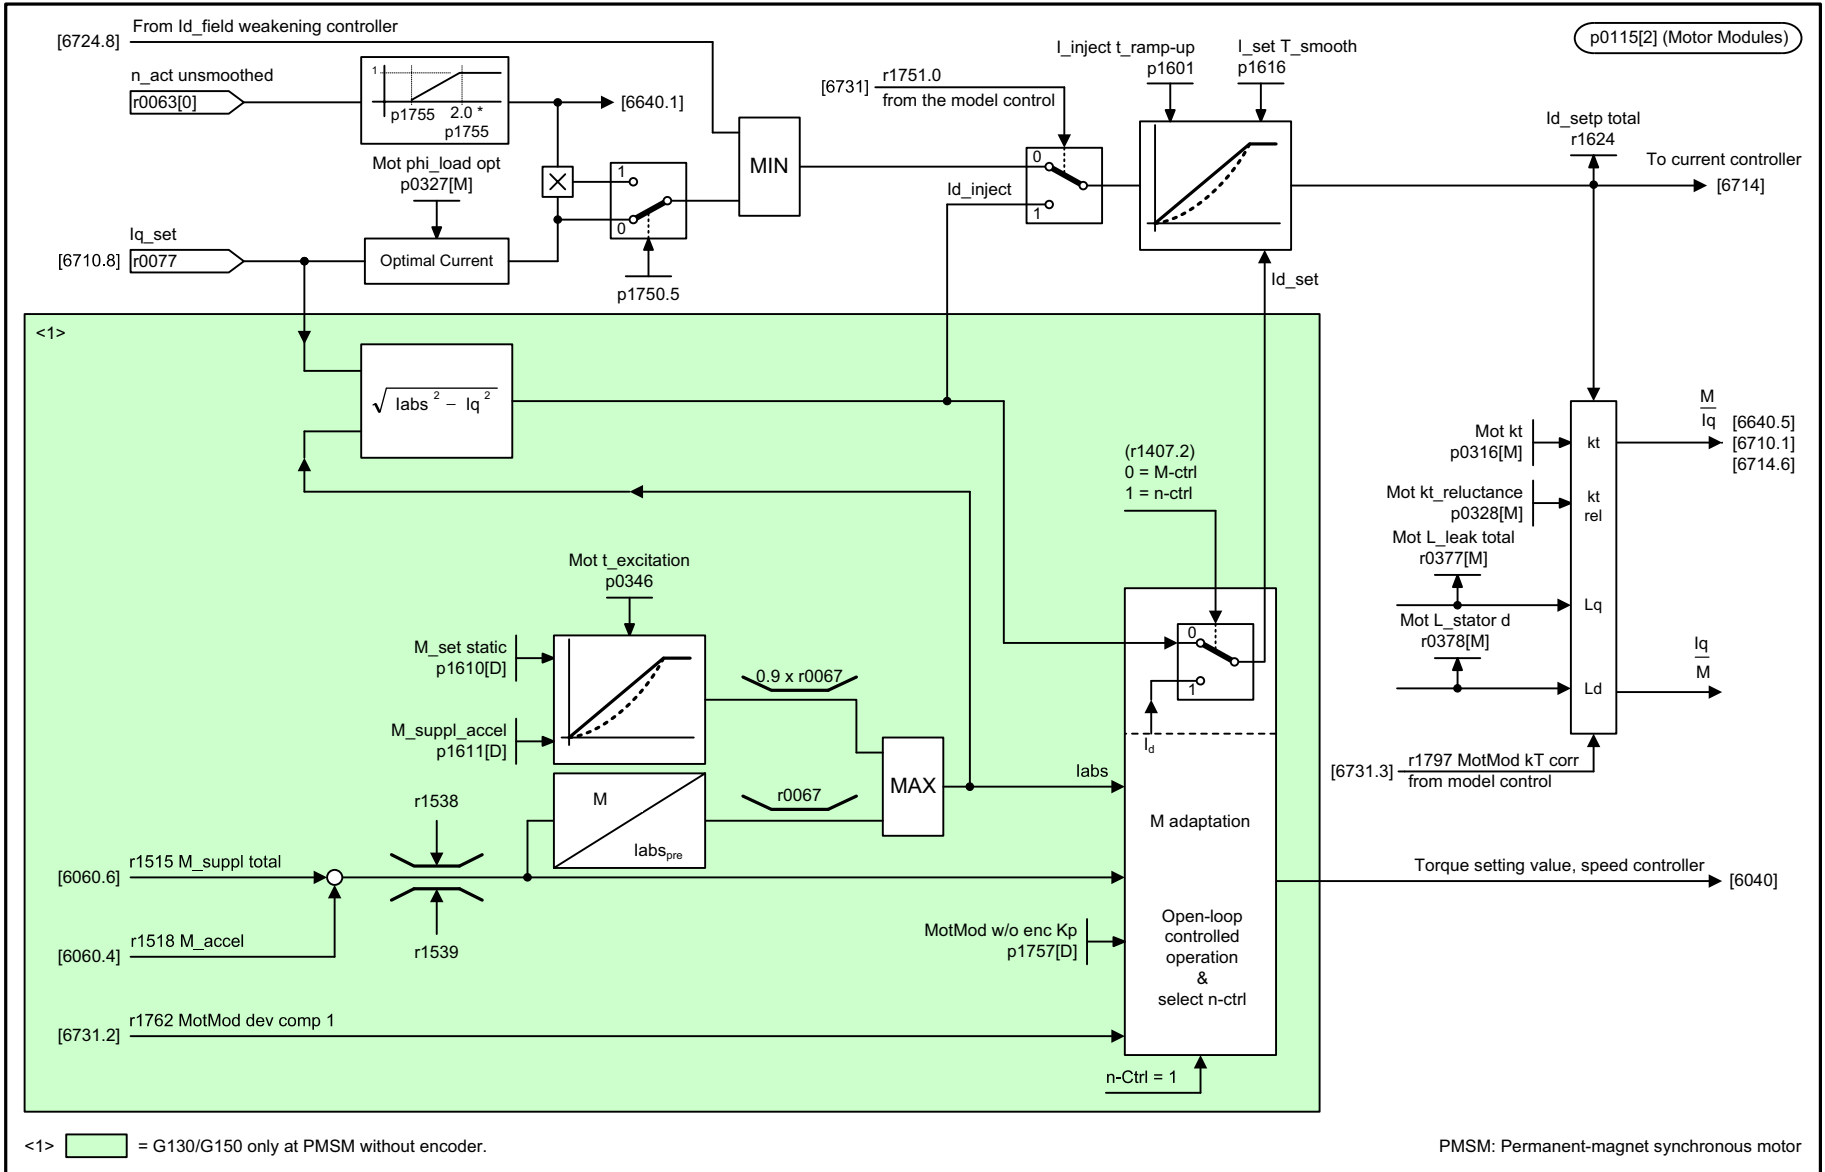 From Id_field weakening controller
[6724.8]
n_act unsmoothed
r0063[0]
1
p1755
2.0 *
p1755
[6640.1]
Mot phi_load opt
p0327[M]
Iq_set
[6710.8]
r0077
Optimal Current
1
0
p1750.5
MIN
[6731]
r1751.0
from the model control
0
1
Id_inject
I_inject t_ramp-up
p1601
I_set T_smooth
p1616
p0115[2] (Motor Modules)
Id_setp total
r1624
To current controller
[6714]
Id_set
<1>
√ Iabs ² – Iq ²
(r1407.2)
0 = M-ctrl
1 = n-ctrl
Mot kt
p0316[M]
kt
M
Iq
[6640.5]
[6710.1]
[6714.6]
Mot kt_reluctance
p0328[M]
kt
rel
Mot L_leak total
r0377[M]
Lq
Mot L_stator d
r0378[M]
Ld
Iq
M
[6731.3]
r1797 MotMod kT corr
from model control
Mot t_excitation
p0346
M_set static
p1610[D]
M_suppl_accel
p1611[D]
0.9 x r0067
M
Iabspre
r0067
MAX
Iabs
0
1
Id
M adaptation
Open-loop
controlled
operation
&
select n-ctrl
r1538
r1539
[6060.6]
r1515 M_suppl total
[6060.4]
r1518 M_accel
MotMod w/o enc Kp
p1757[D]
[6731.2]
r1762 MotMod dev comp 1
n-Ctrl = 1
Torque setting value, speed controller
[6040]
<1>
= G130/G150 only at PMSM without encoder.
PMSM: Permanent-magnet synchronous motor